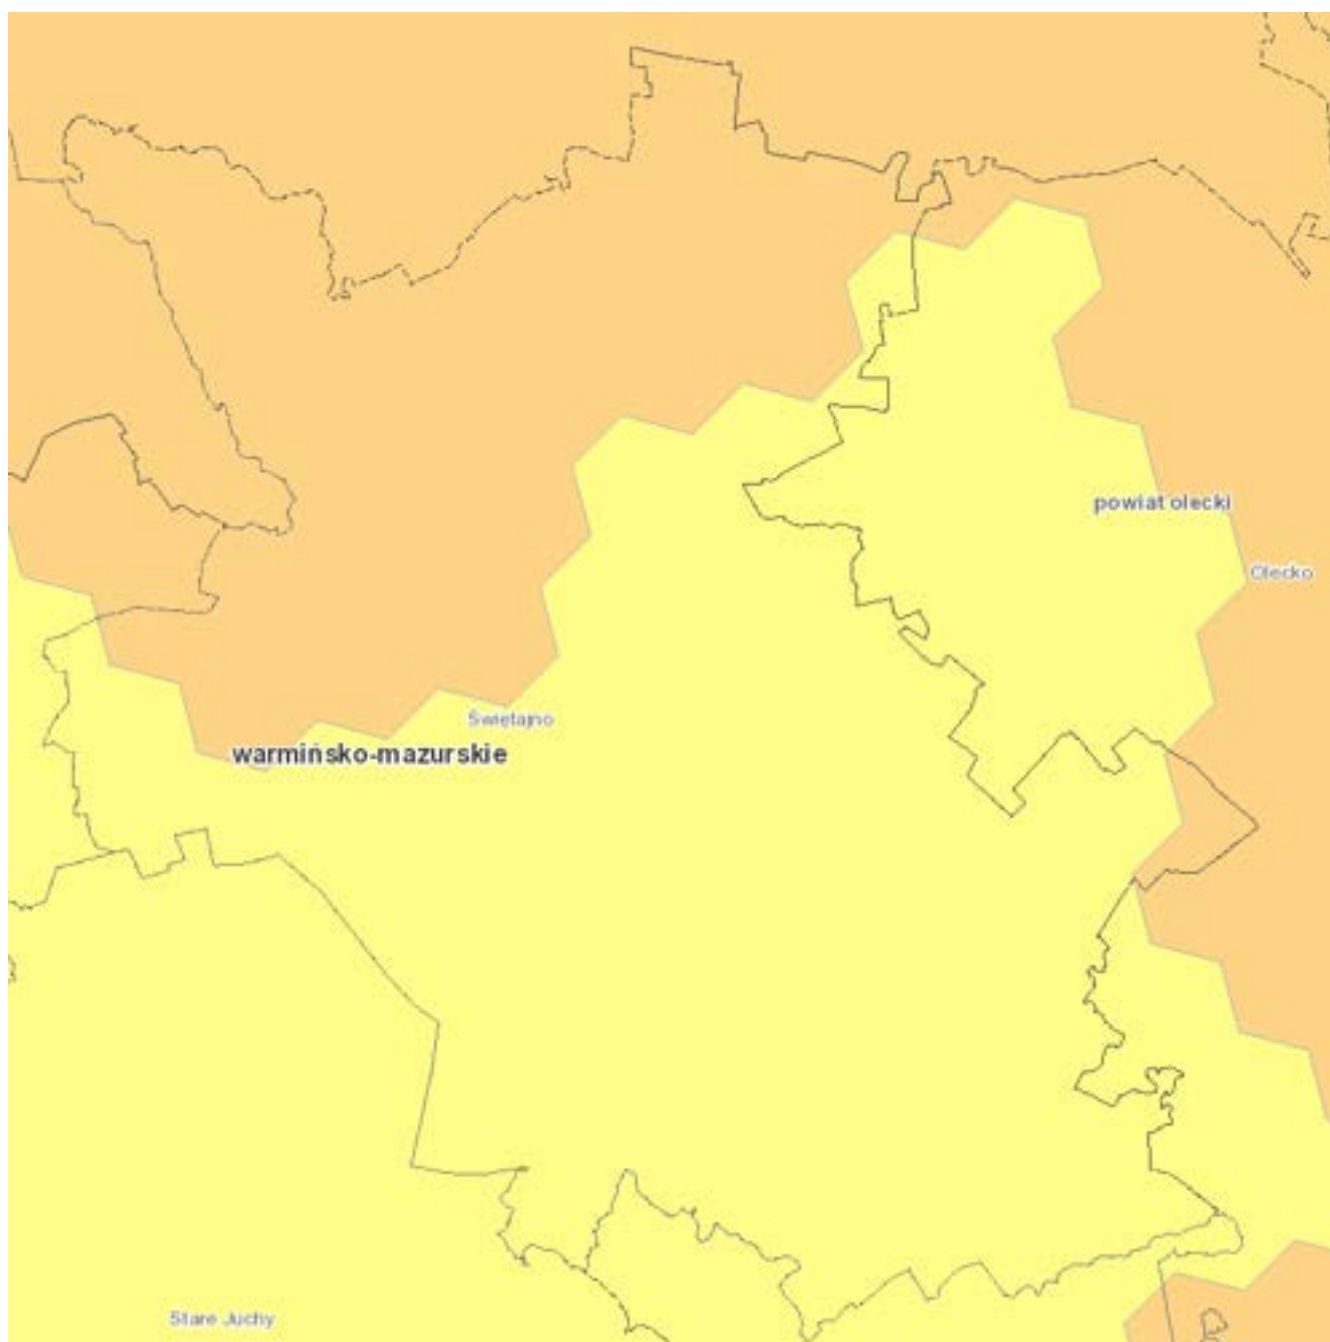 powiat olecki
Olecko
Świętajno
warmińsko-mazurskie
Stare Juchy